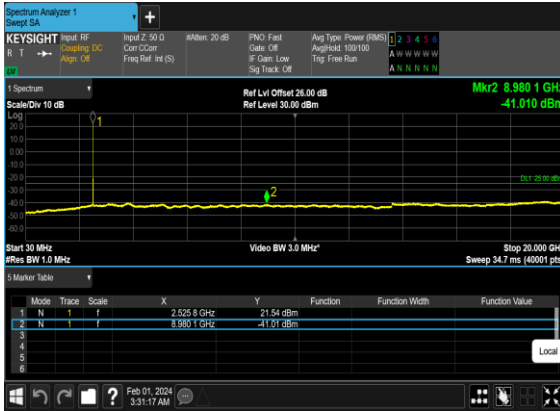 Spectrum Analyzer 1
Swept SA
+
KEYSIGHT Input: RF Input Z: 50 Ω #Atten: 20 dB PNO: Fast Avg Type: Power (RMS) 1 2 3 4 5 6
R T Coupling: DC Corr CCorr Gate: Off Avg|Hold: 100/100 A W W W W W
Align: Off Freq Ref: Int (S) IF Gain: Low Trig: Free Run
Sig Track: Off A N N N N N
1 Spectrum Ref Lvl Offset 26.00 dB Mkr2 8.980 1 GHz
Scale/Div 10 dB Ref Level 30.00 dBm -41.010 dBm
Log
20.0
10.0
0.00
-10.0
-20.0
-30.0
-40.0
-50.0
-60.0
1
2
DL1 -25.00 dBm
Start 30 MHz Video BW 3.0 MHz* Stop 20.000 GHz
#Res BW 1.0 MHz Sweep 34.7 ms (40001 pts)
5 Marker Table
Mode Trace Scale X Y Function Function Width Function Value
1 N 1 f 2.525 8 GHz 21.54 dBm
2 N 1 f 8.980 1 GHz -41.01 dBm
3
4
5
6
Local
? Feb 01, 2024
3:31:17 AM